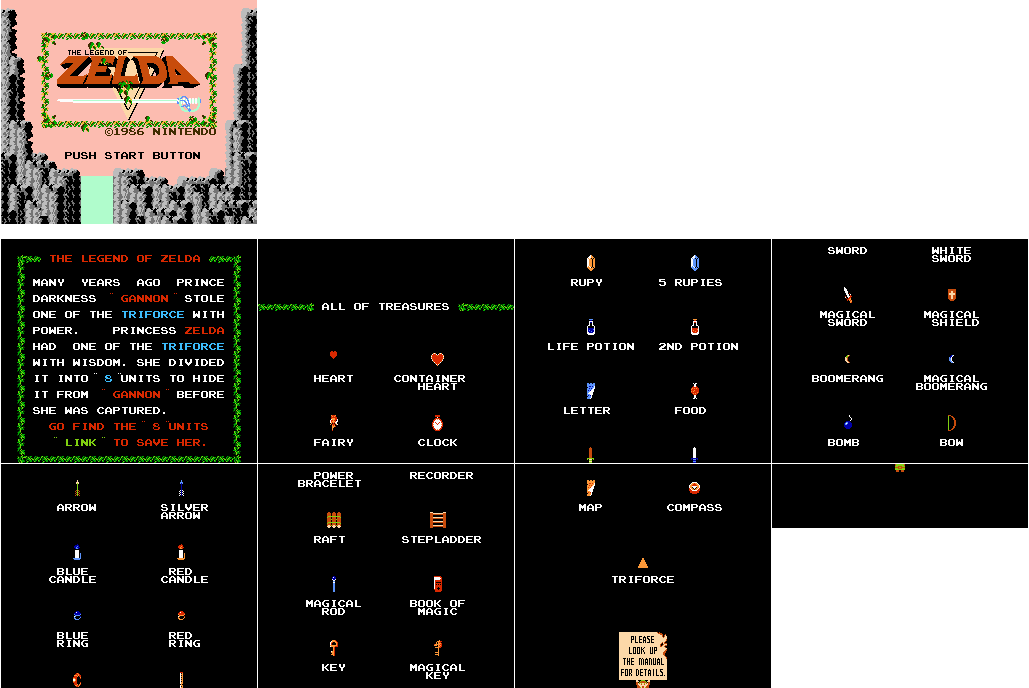 THE LEGEND OF
ZELDA
©1986 NINTENDO
PUSH START BUTTON
THE LEGEND OF ZELDA
MANY YEARS AGO PRINCE
DARKNESS "GANNON" STOLE
ONE OF THE TRIFORCE WITH
POWER. PRINCESS ZELDA
HAD ONE OF THE TRIFORCE
WITH WISDOM. SHE DIVIDED
IT INTO "8"UNITS TO HIDE
IT FROM "GANNON" BEFORE
SHE WAS CAPTURED.
GO FIND THE "8"UNITS
"LINK" TO SAVE HER.
ALL OF TREASURES
HEART
CONTAINER
HEART
FAIRY
CLOCK
RUPY
5 RUPIES
LIFE POTION
2ND POTION
LETTER
FOOD
SWORD
WHITE
SWORD
MAGICAL
SWORD
MAGICAL
SHIELD
BOOMERANG
MAGICAL
BOOMERANG
BOMB
BOW
ARROW
SILVER
ARROW
BLUE
CANDLE
RED
CANDLE
BLUE
RING
RED
RING
POWER
BRACELET
RECORDER
RAFT
STEPLADDER
MAGICAL
ROD
BOOK OF
MAGIC
KEY
MAGICAL
KEY
MAP
COMPASS
TRIFORCE
PLEASE
LOOK UP
THE MANUAL
FOR DETAILS.